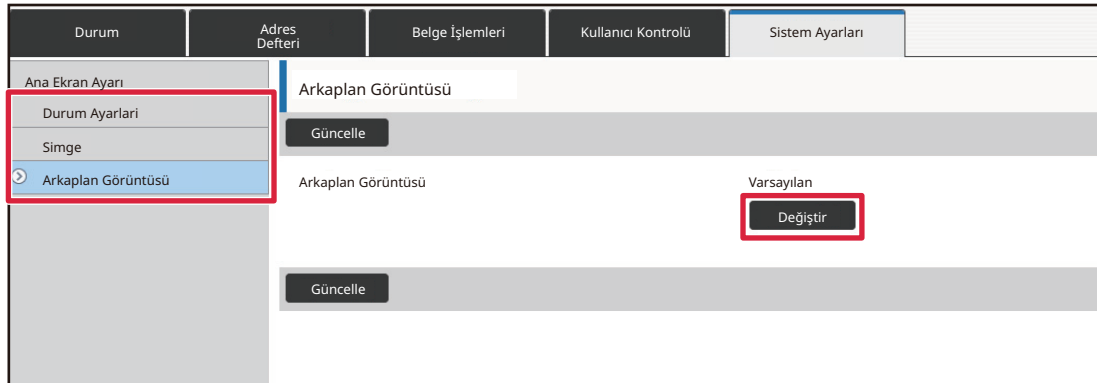 Durum
Adres
Defteri
Belge İşlemleri
Kullanıcı Kontrolü
Sistem Ayarları
Ana Ekran Ayarı
Durum Ayarlari
Simge
Arkaplan Görüntüsü
Arkaplan Görüntüsü
Güncelle
Arkaplan Görüntüsü
Varsayılan
Değiştir
Güncelle